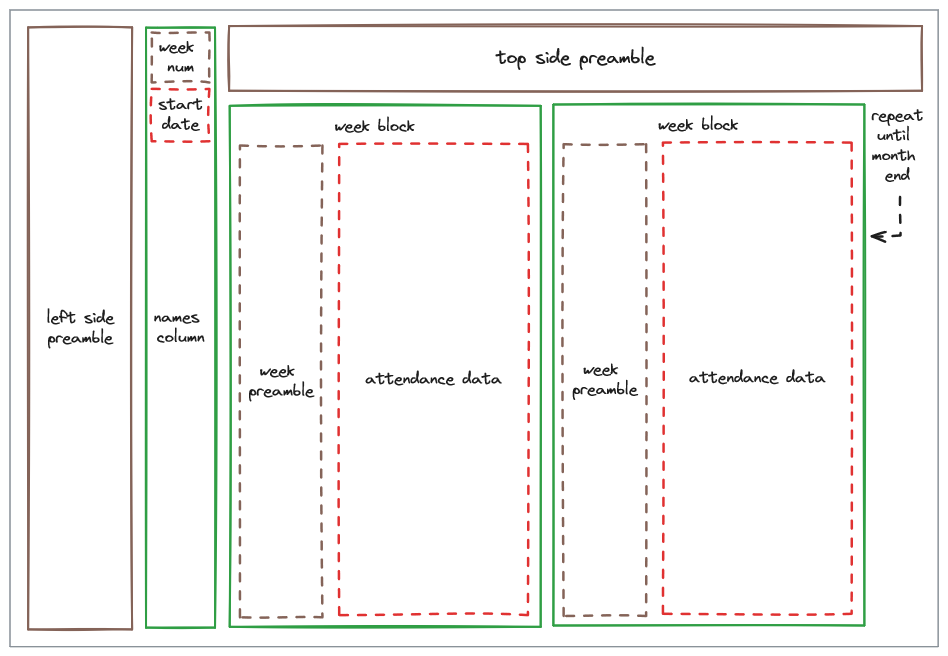 week
num
start
date
top side preamble
left side
preamble
names
column
week block
week
preamble
attendance data
week block
week
preamble
attendance data
repeat
until
month
end